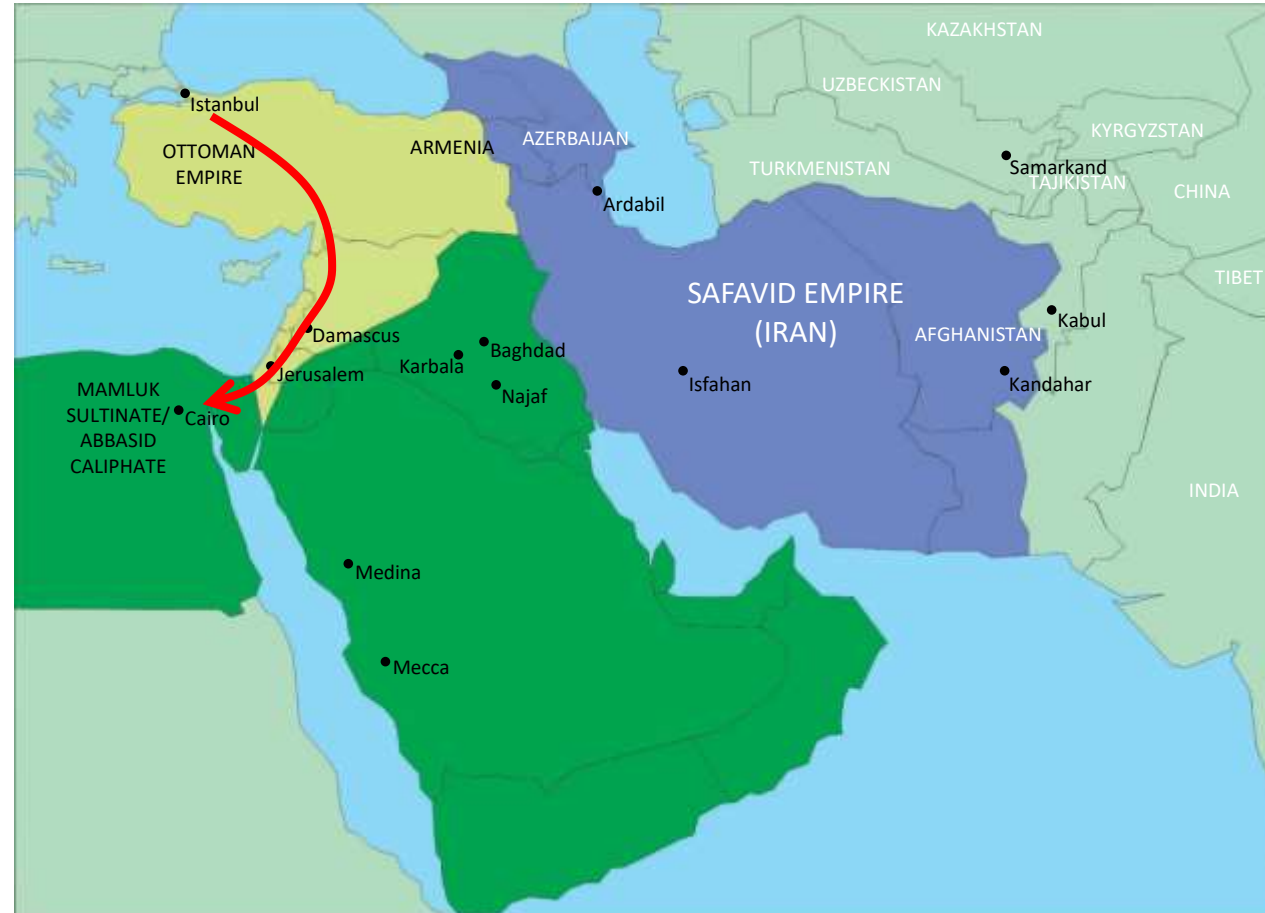 KAZAKHSTAN
UZBECKISTAN
Istanbul
KYRGYZSTAN
AZERBAIJAN
ARMENIA
OTTOMAN
EMPIRE
Samarkand
TURKMENISTAN
TAJIKISTAN
CHINA
Ardabil
TIBET
SAFAVID EMPIRE
(IRAN)
Kabul
AFGHANISTAN
Damascus
Baghdad
Karbala
Jerusalem
Isfahan
Kandahar
Najaf
MAMLUK
SULTINATE/
ABBASID
CALIPHATE
Cairo
INDIA
Medina
Mecca